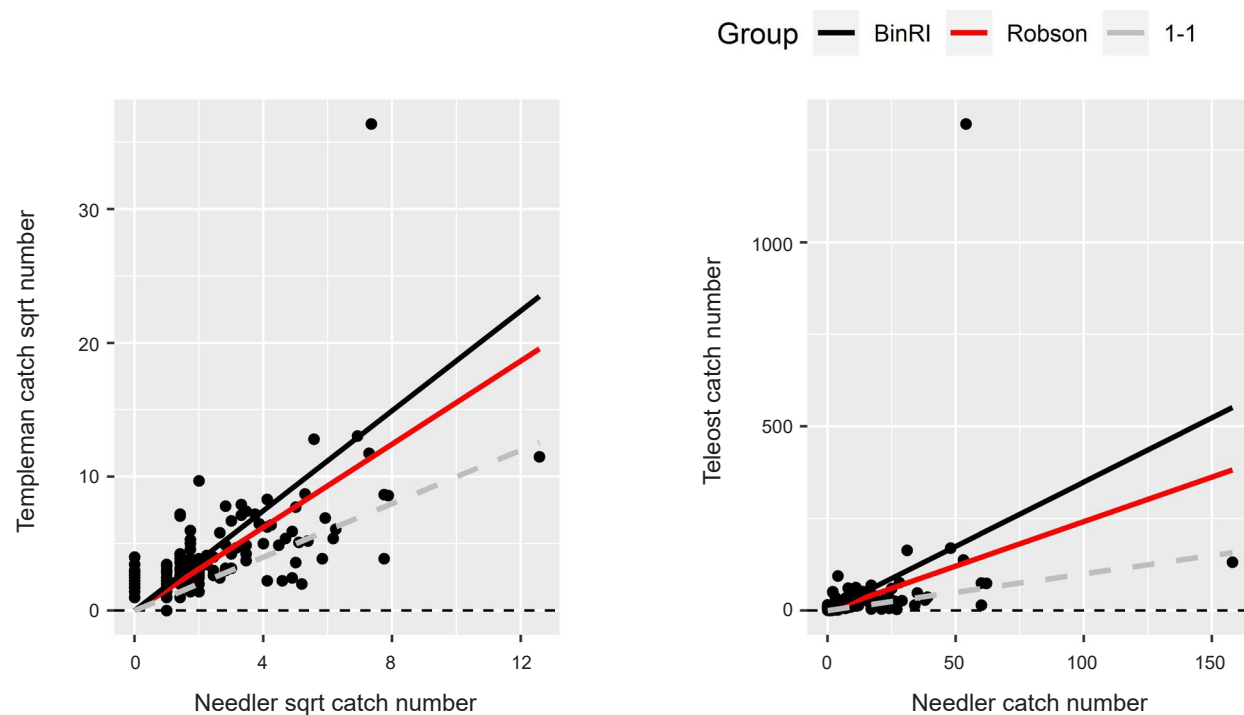 Group BinRI Robson 1-1
Templeman catch sqrt number
30
20
10
0
0 4 8 12
Needler sqrt catch number
Teleost catch number
1000
500
0
0 50 100 150
Needler catch number